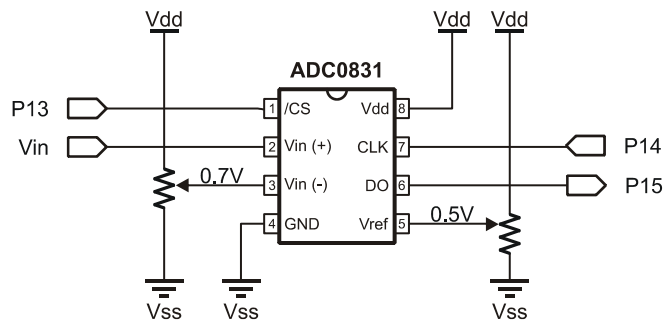 Vdd
Vdd
Vdd
ADC0831
P13
1
/CS
Vdd
8
Vin
2
Vin (+)
CLK
7
P14
0.7V
3
Vin (-)
DO
6
P15
4
GND
Vref
5
0.5V
Vss
Vss
Vss